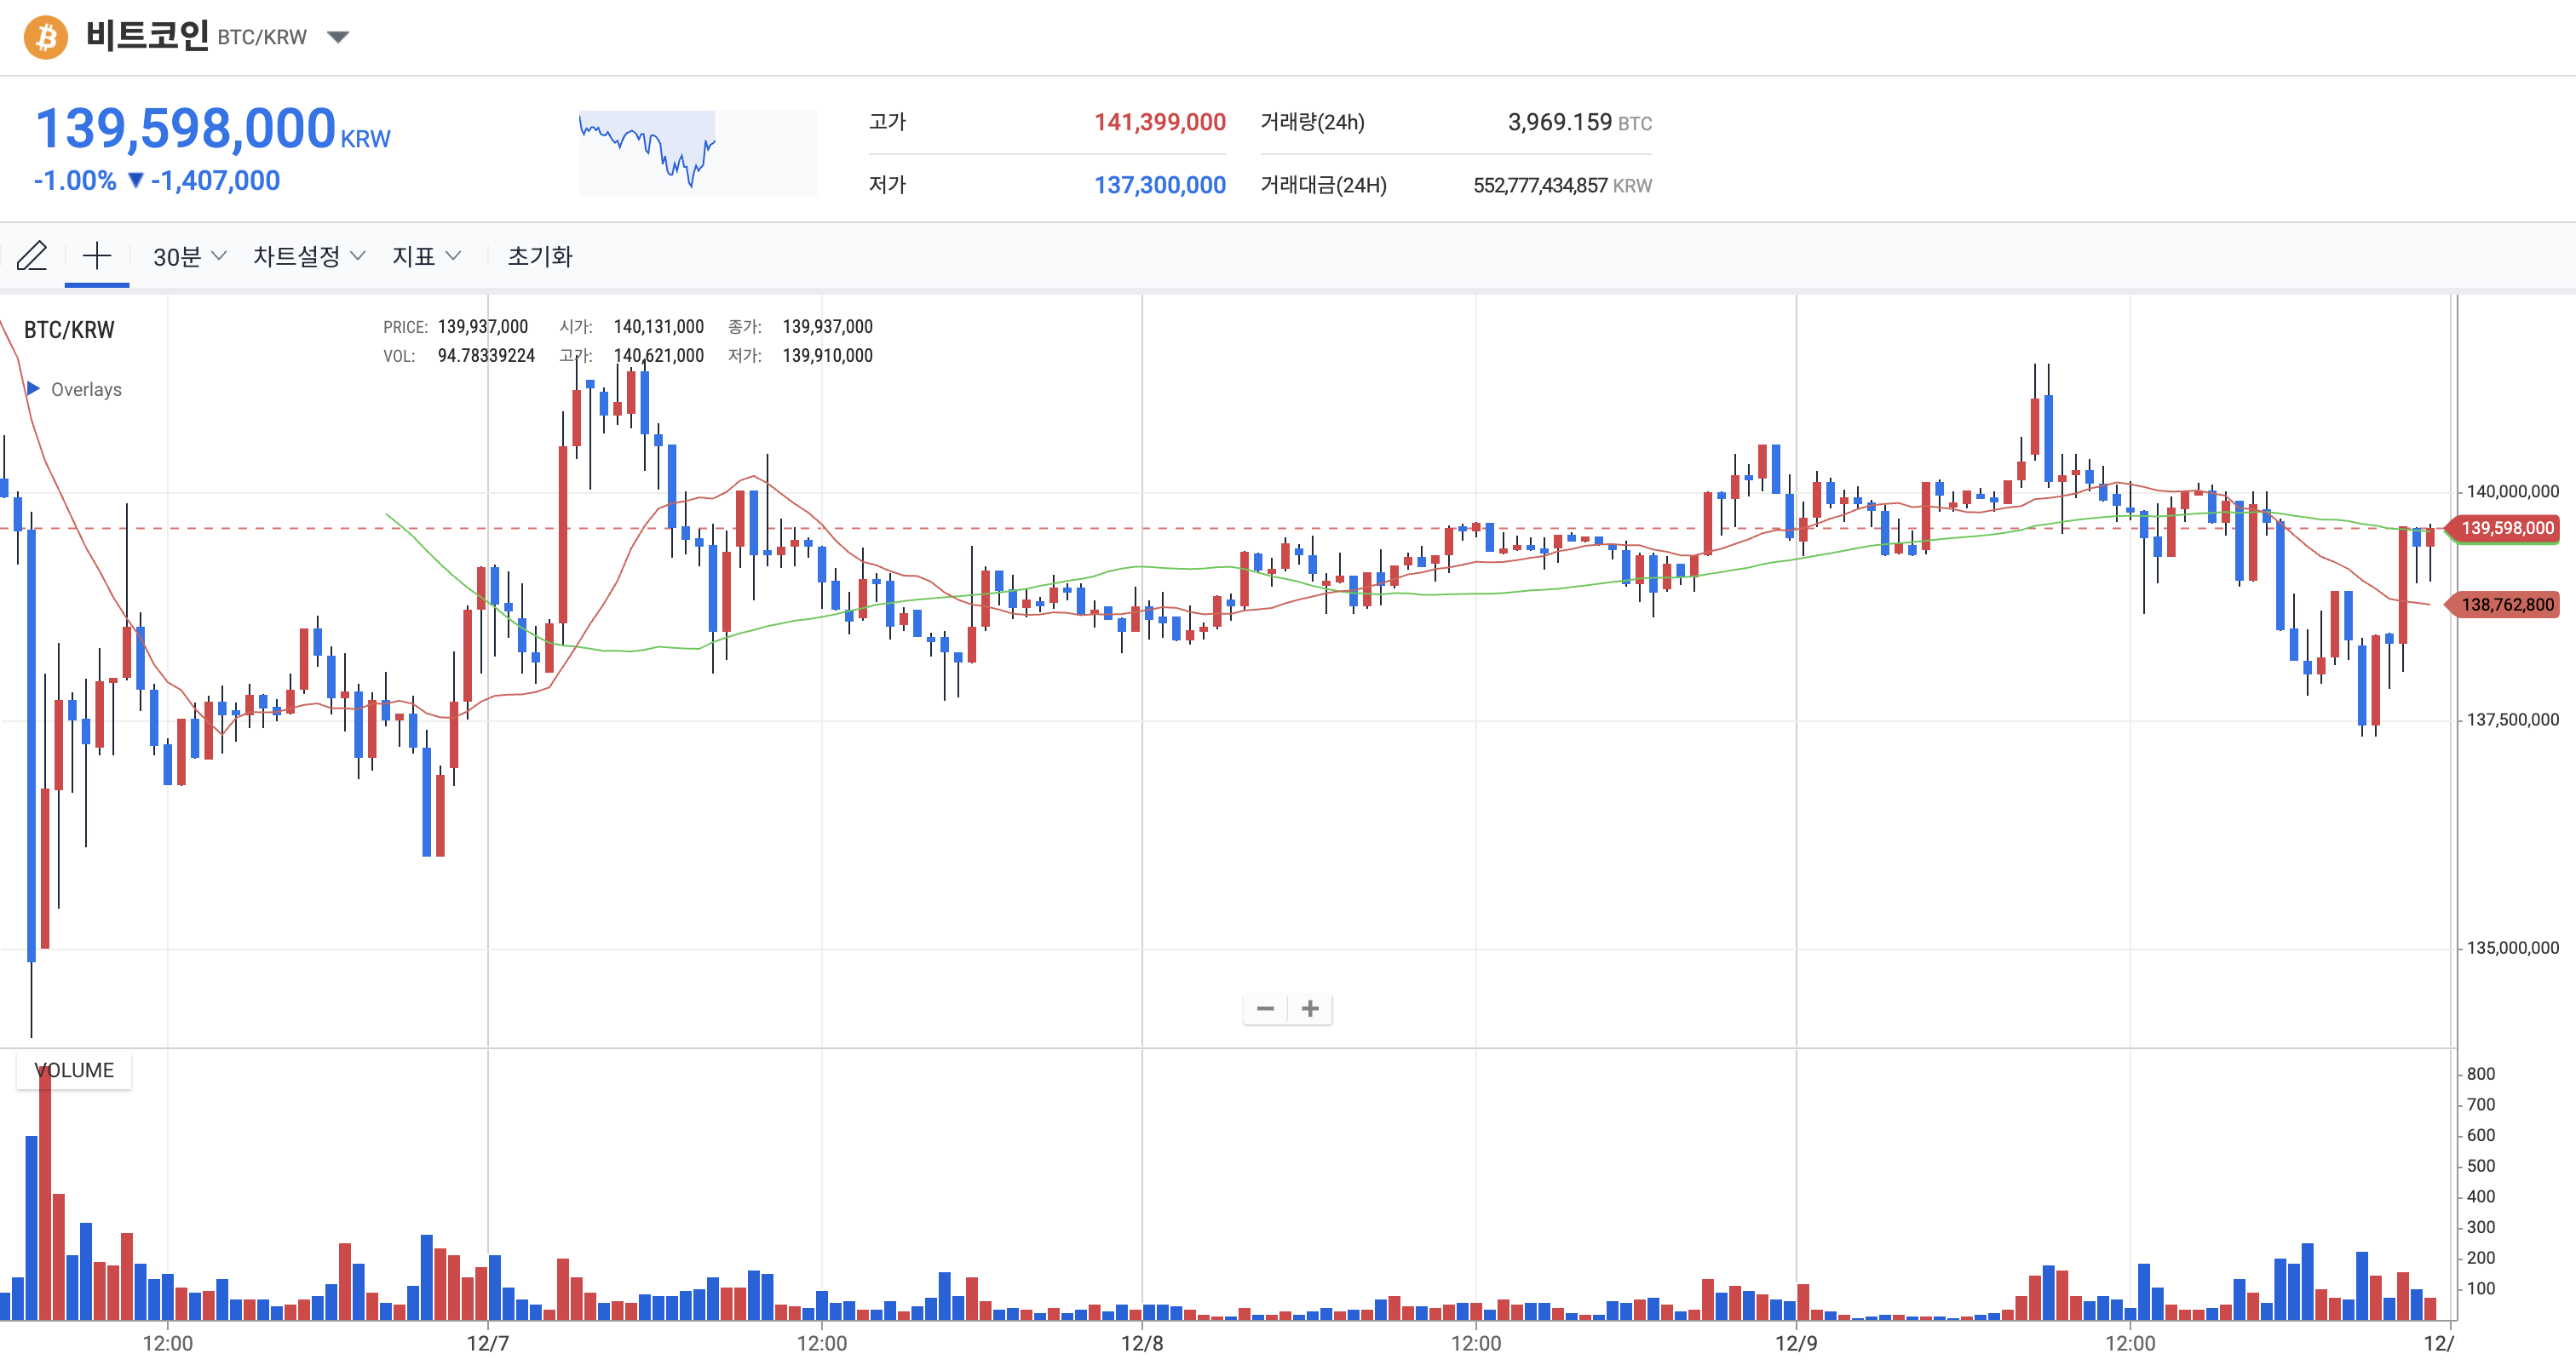 비트코인 BTC/KRW
139,598,000 KRW
-1.00% ▼ -1,407,000
고가 141,399,000 거래량(24h) 3,969.159 BTC
저가 137,300,000 거래대금(24H) 552,777,434,857 KRW
30분 차트설정 지표 초기화
BTC/KRW
PRICE: 139,937,000 시가: 140,131,000 종가: 139,937,000
VOL: 94.78339224 고가: 140,621,000 저가: 139,910,000
Overlays
140,000,000
139,598,000
138,762,800
137,500,000
135,000,000
− +
VOLUME
800
700
600
500
400
300
200
100
12:00 12/7 12:00 12/8 12:00 12/9 12:00 12/